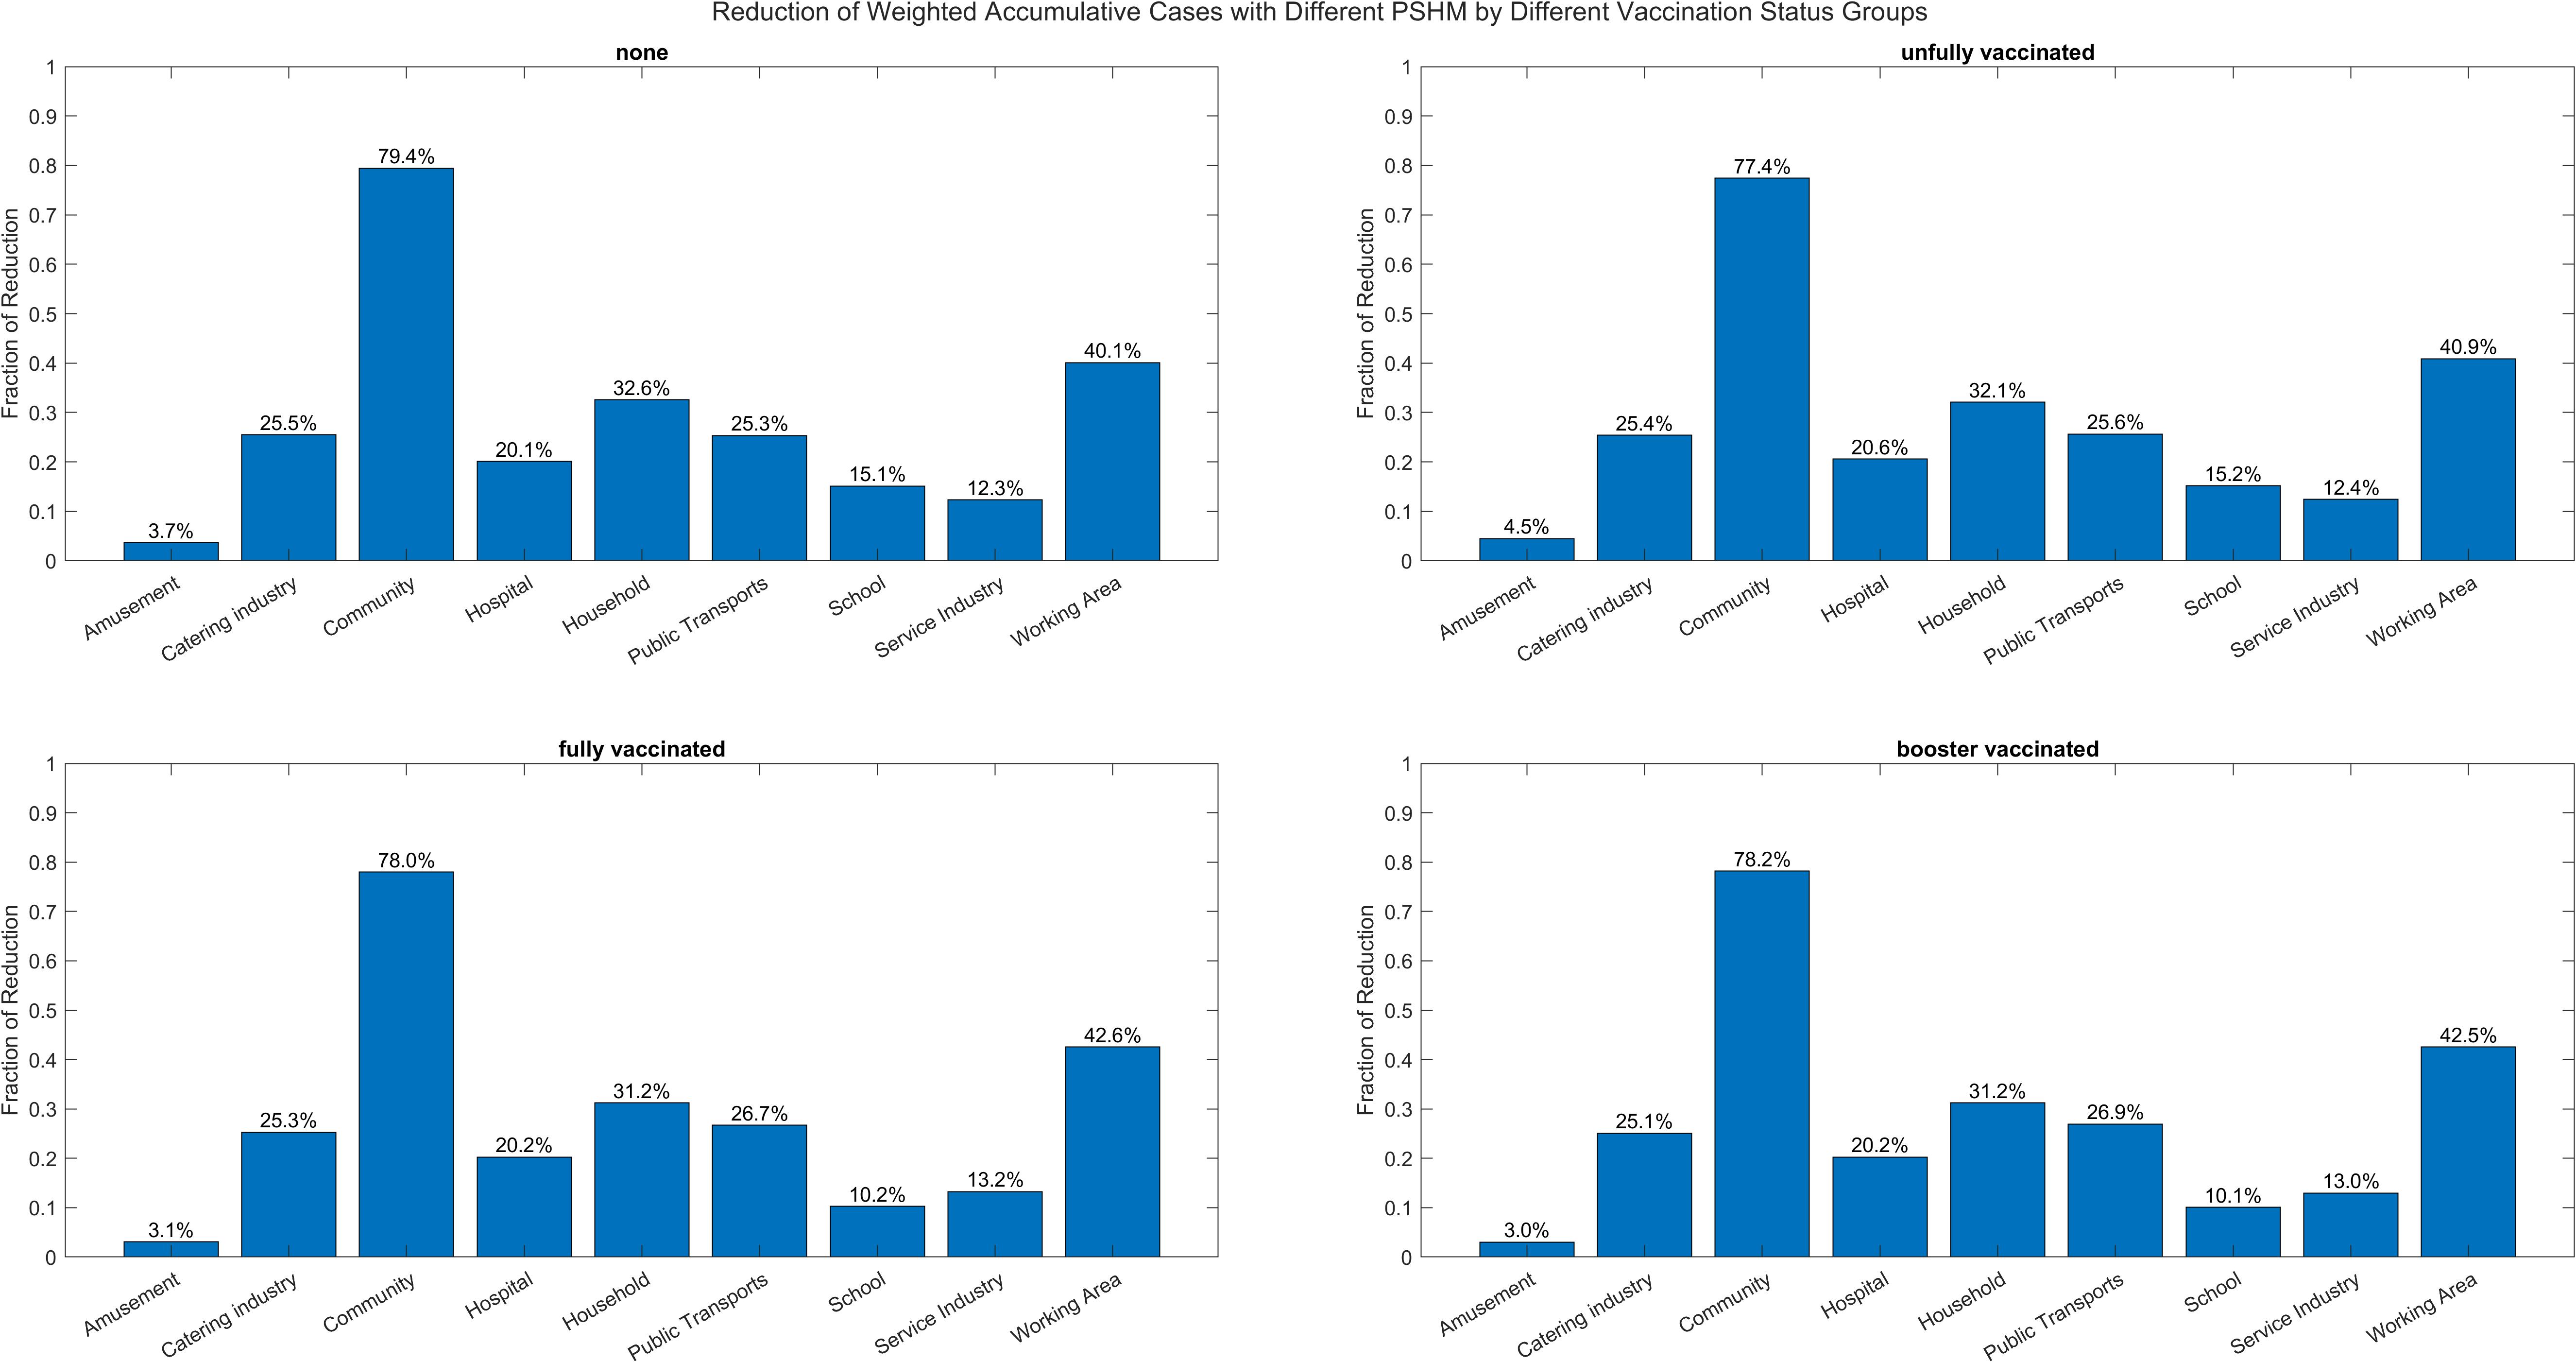 Reduction of Weighted Accumulative Cases with Different PSHM by Different Vaccination Status Groups
none
Fraction of Reduction
1
0.9
0.8
0.7
0.6
0.5
0.4
0.3
0.2
0.1
0
3.7%
25.5%
79.4%
20.1%
32.6%
25.3%
15.1%
12.3%
40.1%
Amusement
Catering industry
Community
Hospital
Household
Public Transports
School
Service Industry
Working Area
unfully vaccinated
Fraction of Reduction
1
0.9
0.8
0.7
0.6
0.5
0.4
0.3
0.2
0.1
0
4.5%
25.4%
77.4%
20.6%
32.1%
25.6%
15.2%
12.4%
40.9%
Amusement
Catering industry
Community
Hospital
Household
Public Transports
School
Service Industry
Working Area
fully vaccinated
Fraction of Reduction
1
0.9
0.8
0.7
0.6
0.5
0.4
0.3
0.2
0.1
0
3.1%
25.3%
78.0%
20.2%
31.2%
26.7%
10.2%
13.2%
42.6%
Amusement
Catering industry
Community
Hospital
Household
Public Transports
School
Service Industry
Working Area
booster vaccinated
Fraction of Reduction
1
0.9
0.8
0.7
0.6
0.5
0.4
0.3
0.2
0.1
0
3.0%
25.1%
78.2%
20.2%
31.2%
26.9%
10.1%
13.0%
42.5%
Amusement
Catering industry
Community
Hospital
Household
Public Transports
School
Service Industry
Working Area